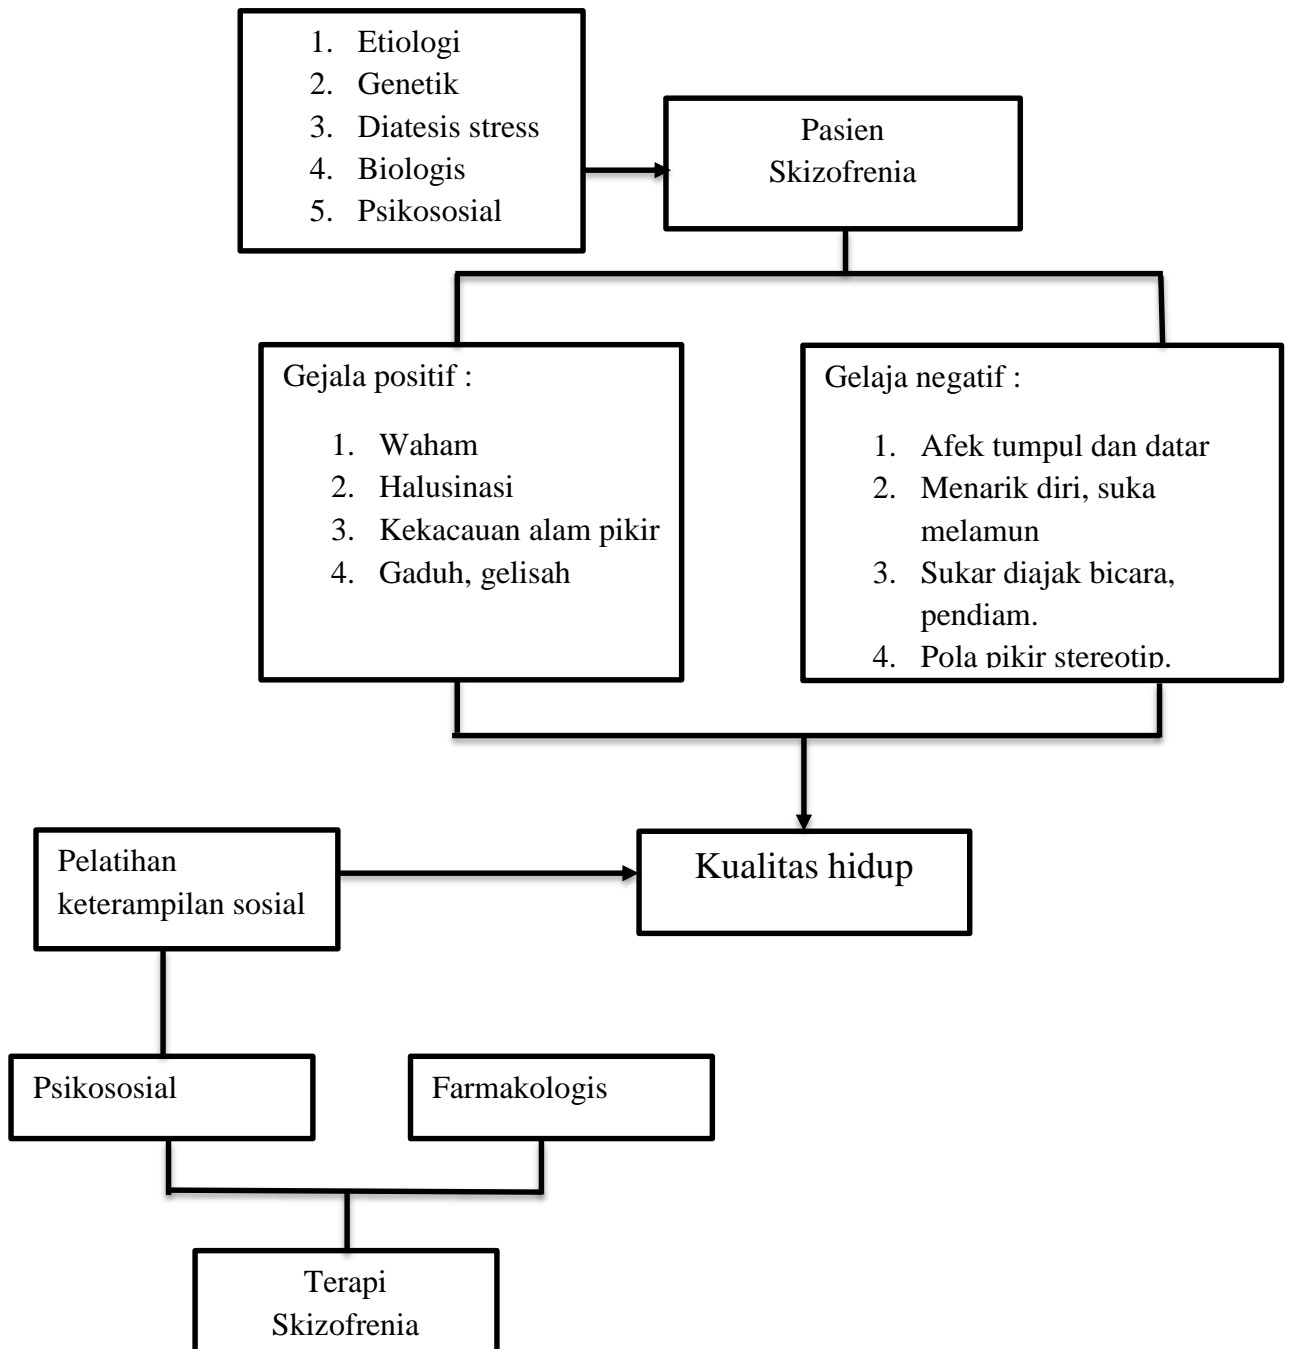 1. Etiologi
2. Genetik
3. Diatesis stress
4. Biologis
5. Psikososial
Pasien
Skizofrenia
Gejala positif :
1. Waham
2. Halusinasi
3. Kekacauan alam pikir
4. Gaduh, gelisah
Gelaja negatif :
1. Afek tumpul dan datar
2. Menarik diri, suka
melamun
3. Sukar diajak bicara,
pendiam.
4. Pola pikir stereotip.
Pelatihan
keterampilan sosial
Kualitas hidup
Psikososial
Farmakologis
Terapi
Skizofrenia